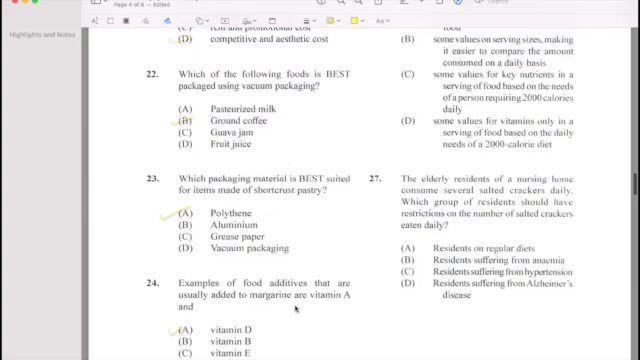 Highlights and Notes
Page 4 of 8 – Edited
(D) competitive and aesthetic cost
22. Which of the following foods is BEST
packaged using vacuum packaging?
(A) Pasteurized milk
(B) Ground coffee
(C) Guava jam
(D) Fruit juice
23. Which packaging material is BEST suited
for items made of shortcrust pastry?
(A) Polythene
(B) Aluminium
(C) Grease paper
(D) Vacuum packaging
24. Examples of food additives that are
usually added to margarine are vitamin A
and
(A) vitamin D
(B) vitamin B
(C) vitamin E
food
(B) some values on serving sizes, making
it easier to compare the amount
consumed on a daily basis
(C) some values for key nutrients in a
serving of food based on the needs
of a person requiring 2000 calories
daily
(D) some values for vitamins only in a
serving of food based on the daily
needs of a 2000-calorie diet
27. The elderly residents of a nursing home
consume several salted crackers daily.
Which group of residents should have
restrictions on the number of salted crackers
eaten daily?
(A) Residents on regular diets
(B) Residents suffering from anaemia
(C) Residents suffering from hypertension
(D) Residents suffering from Alzheimer's
disease